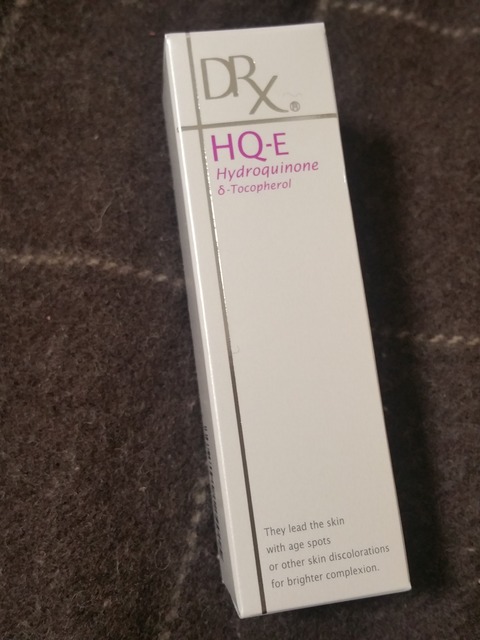 DRx®
HQ-E
Hydroquinone
δ-Tocopherol
They lead the skin
with age spots
or other skin discolorations
for brighter complexion.